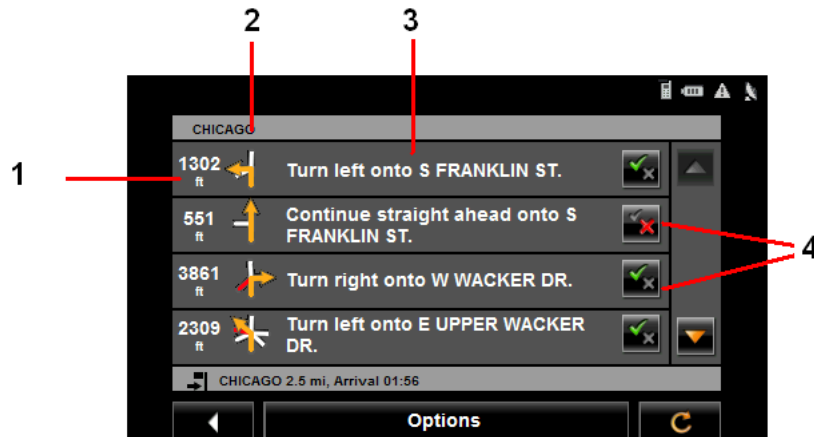 2
3
1
4
CHICAGO
1302
ft
Turn left onto S FRANKLIN ST.
551
ft
Continue straight ahead onto S
FRANKLIN ST.
3861
ft
Turn right onto W WACKER DR.
2309
ft
Turn left onto E UPPER WACKER
DR.
CHICAGO 2.5 mi, Arrival 01:56
Options